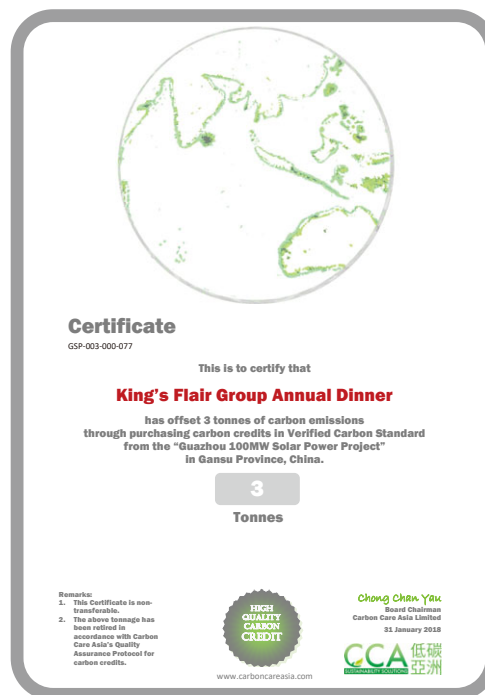 Certificate
GSP-003-000-077
This is to certify that
King's Flair Group Annual Dinner
has offset 3 tonnes of carbon emissions
through purchasing carbon credits in Verified Carbon Standard
from the “Guazhou 100MW Solar Power Project”
in Gansu Province, China.
3
Tonnes
Remarks:
1. This Certificate is non-
transferable.
2. The above tonnage has
been retired in
accordance with Carbon
Care Asia's Quality
Assurance Protocol for
carbon credits.
HIGH
QUALITY
CARBON
CREDIT
www.carboncareasia.com
Chong Chan Yau
Board Chairman
Carbon Care Asia Limited
31 January 2018
CCA 低碳
亞洲
SUSTAINABILITY SOLUTIONS